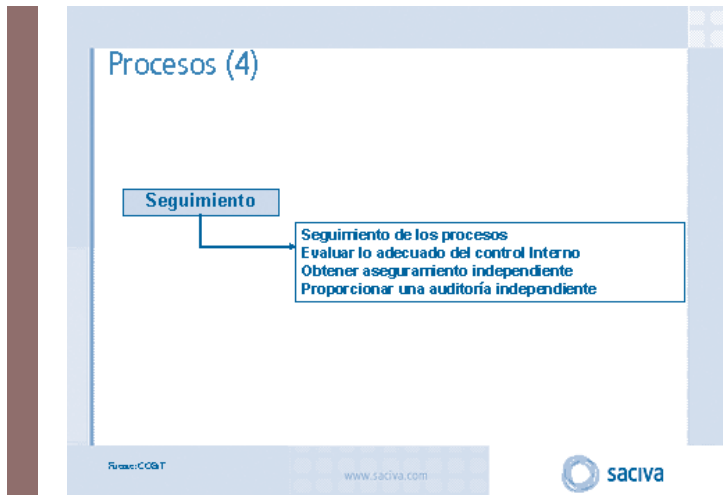 Procesos (4)
Seguimiento
Seguimiento de los procesos
Evaluar lo adecuado del control Interno
Obtener aseguramiento independiente
Proporcionar una auditoría independiente
Fuente:COBIT
www.saciva.com
saciva